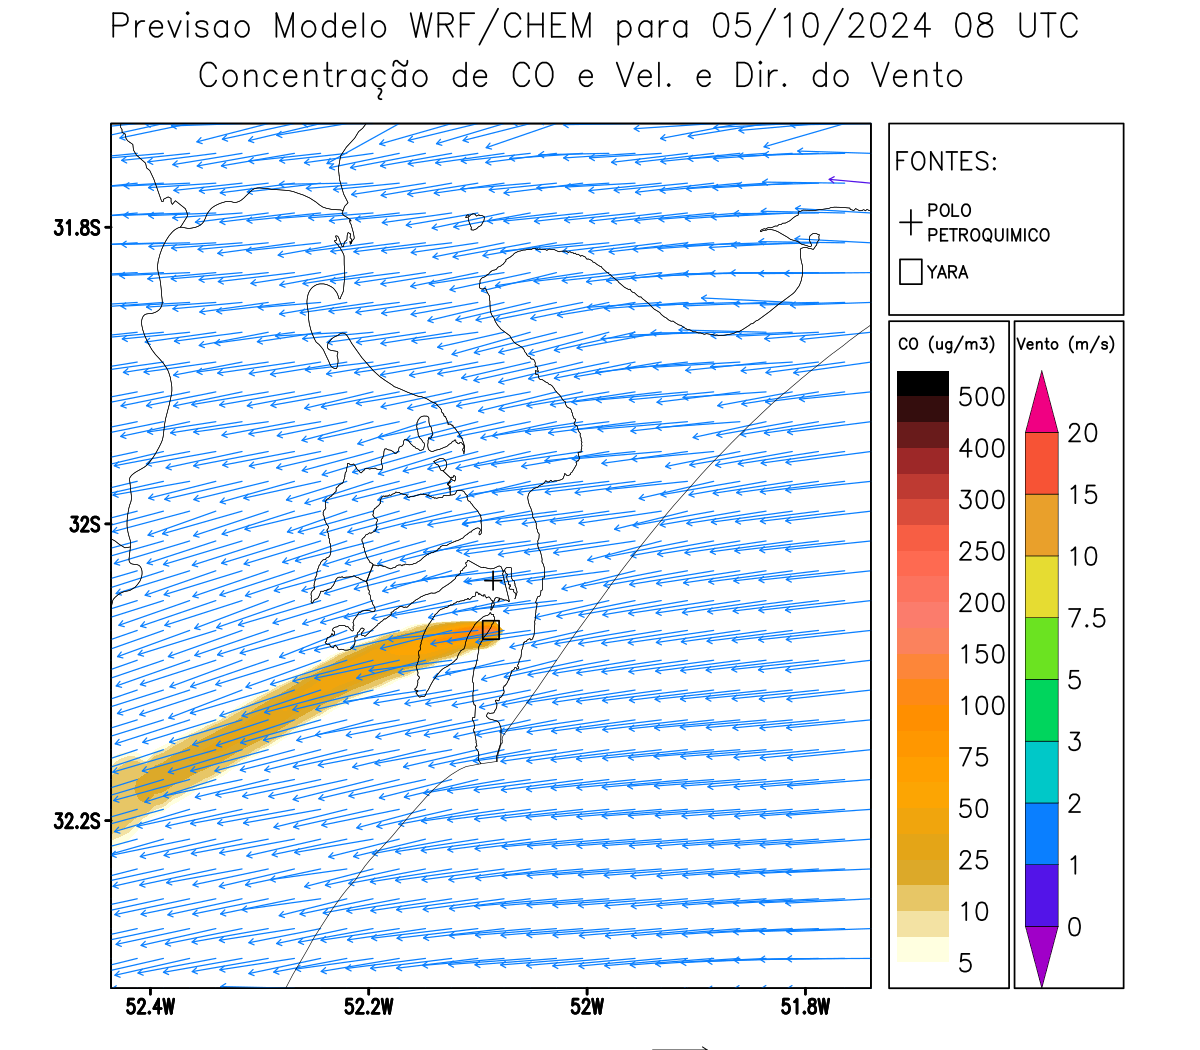 Previsao Modelo WRF/CHEM para 05/10/2024 08 UTC
Concentração de CO e Vel. e Dir. do Vento
FONTES:
POLO
PETROQUIMICO
YARA
CO (ug/m3)
500
400
300
250
200
150
100
75
50
25
10
5
Vento (m/s)
20
15
10
7.5
5
3
2
1
0
31.8S
32S
32.2S
52.4W
52.2W
52W
51.8W